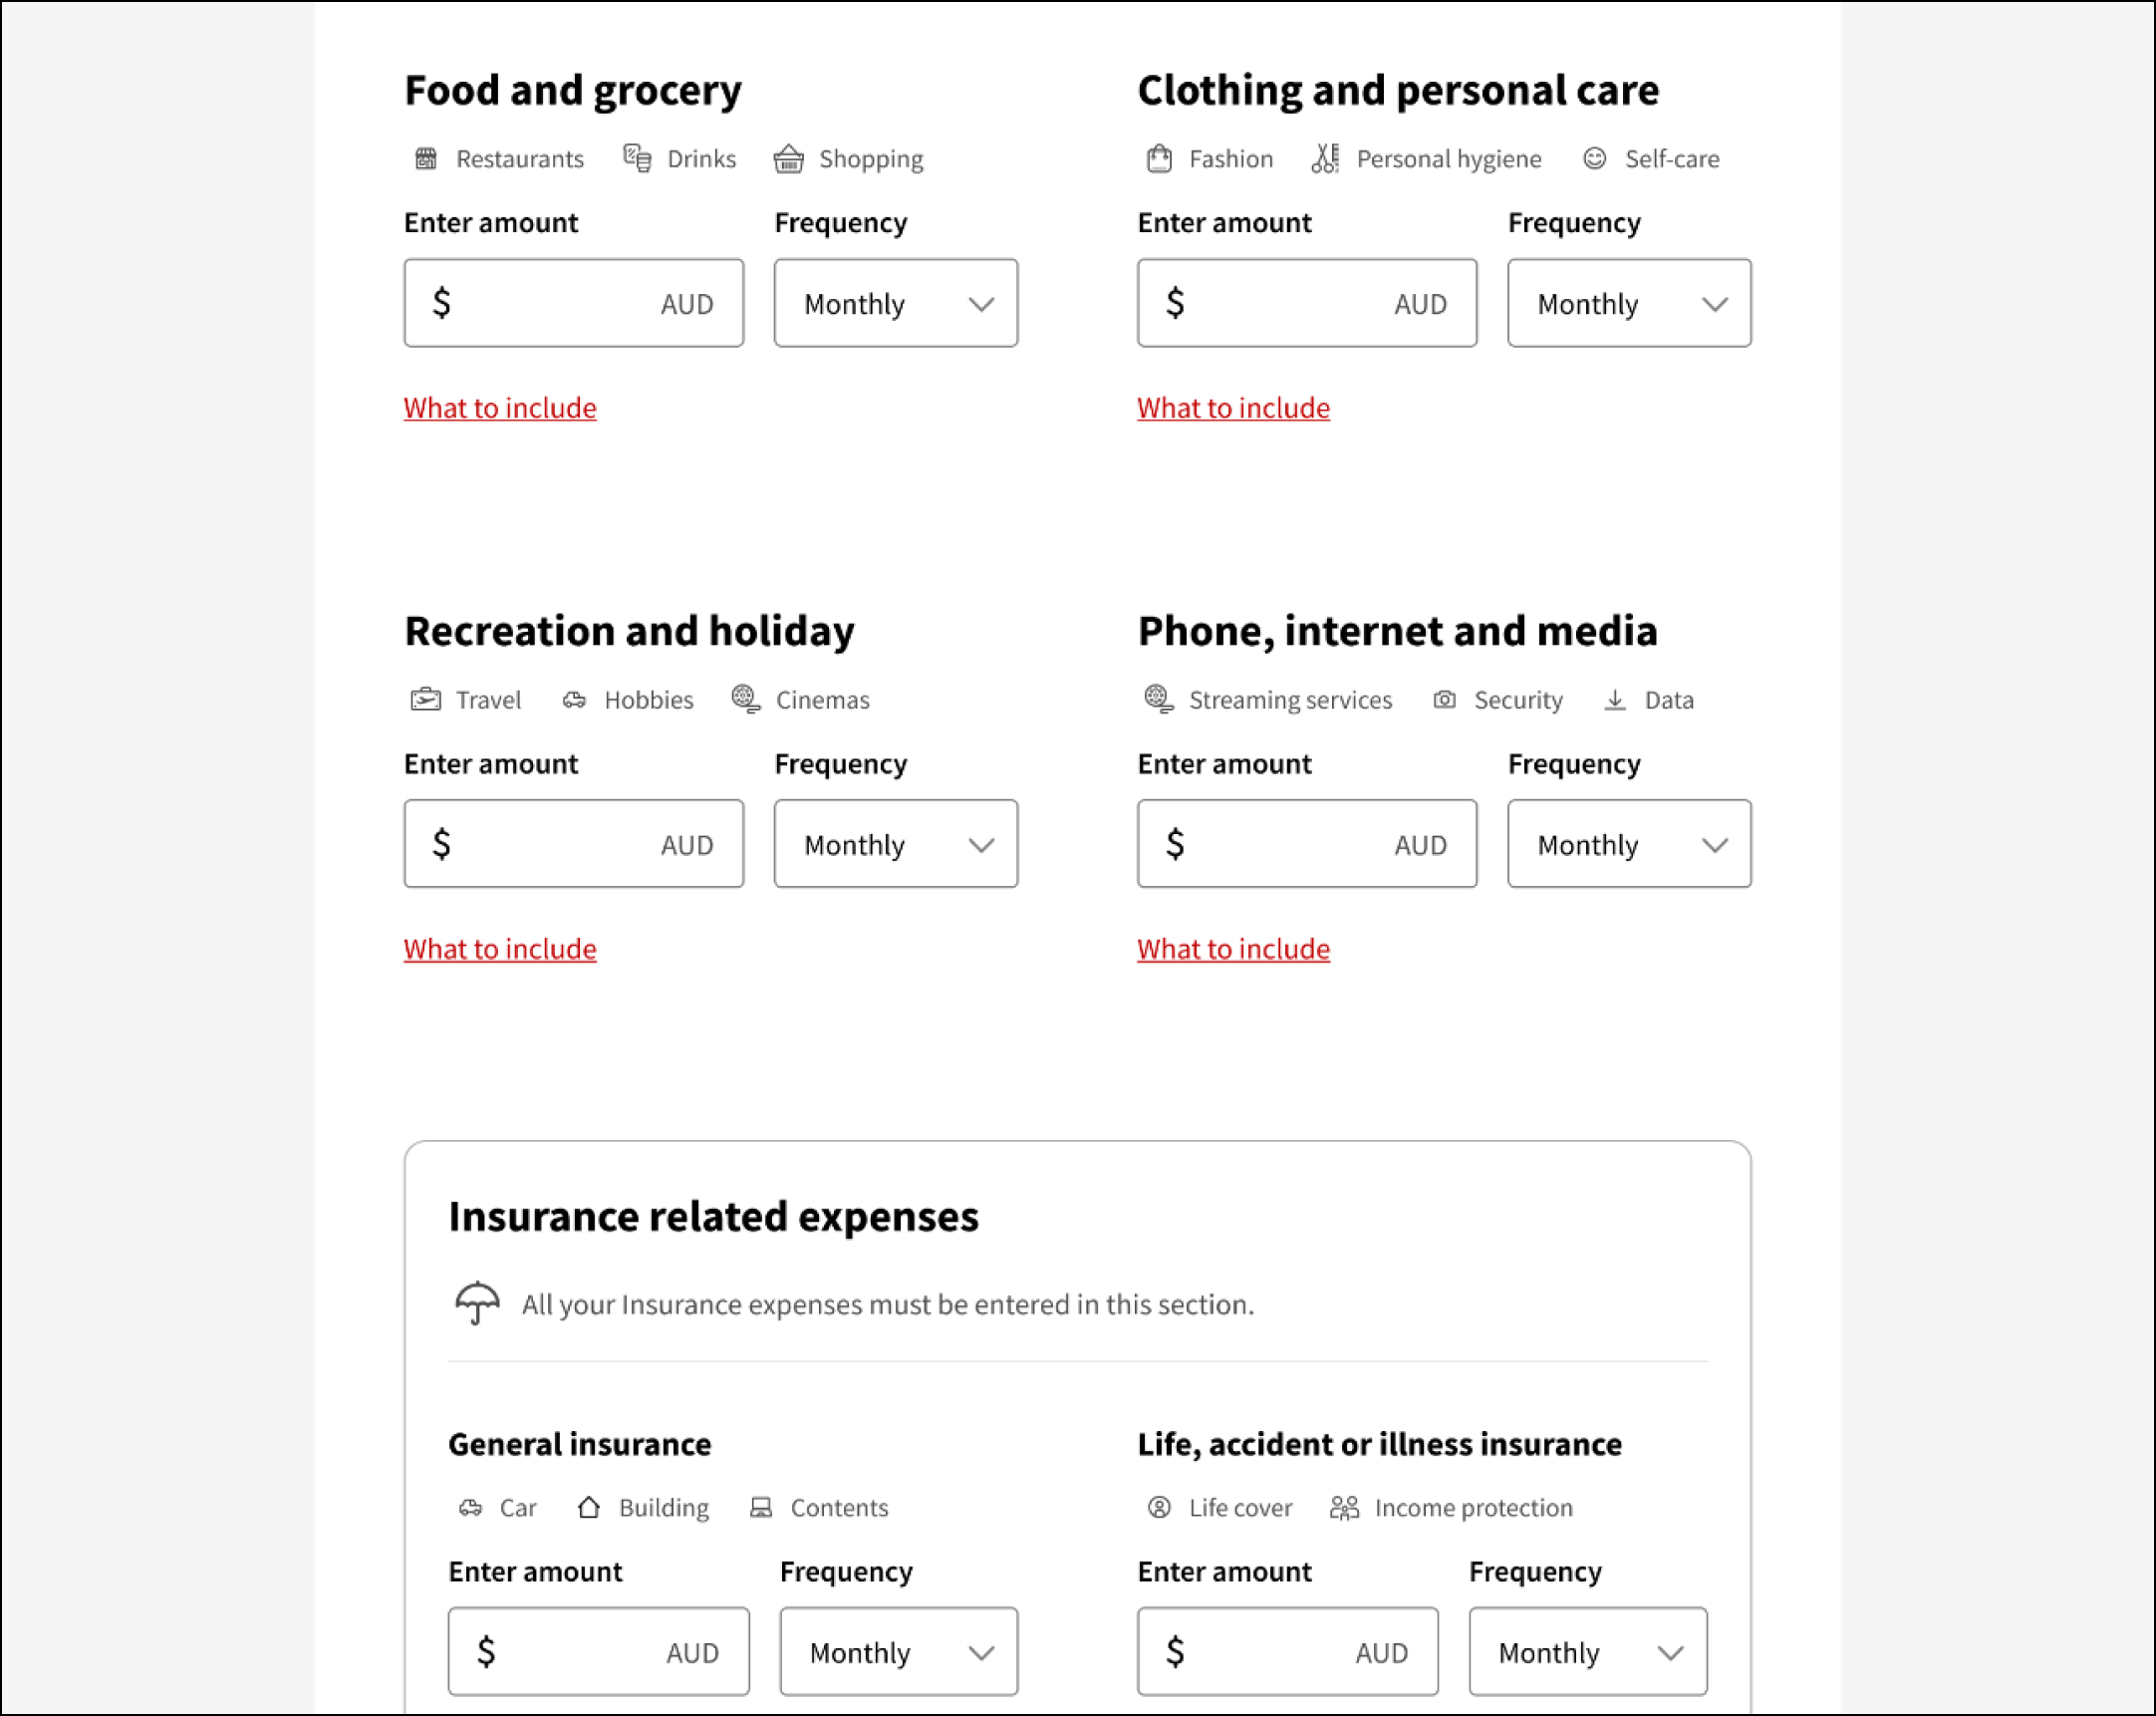 Food and grocery
Restaurants Drinks Shopping
Enter amount Frequency
$ AUD Monthly
What to include
Clothing and personal care
Fashion Personal hygiene Self-care
Enter amount Frequency
$ AUD Monthly
What to include
Recreation and holiday
Travel Hobbies Cinemas
Enter amount Frequency
$ AUD Monthly
What to include
Phone, internet and media
Streaming services Security Data
Enter amount Frequency
$ AUD Monthly
What to include
Insurance related expenses
All your Insurance expenses must be entered in this section.
General insurance
Car Building Contents
Enter amount Frequency
$ AUD Monthly
Life, accident or illness insurance
Life cover Income protection
Enter amount Frequency
$ AUD Monthly